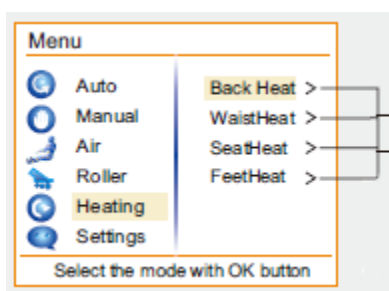 Menu
Auto
Manual
Air
Roller
Heating
Settings
Back Heat >
WaistHeat >
SeatHeat >
FeetHeat >
Select the mode with OK button